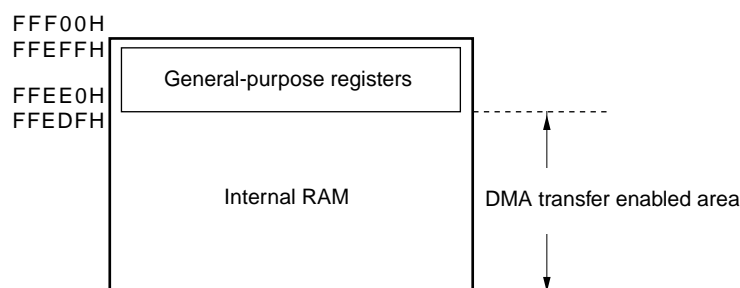 FFF00H
FFEFFH
General-purpose registers
FFEE0H
FFEDFH
Internal RAM
DMA transfer enabled area